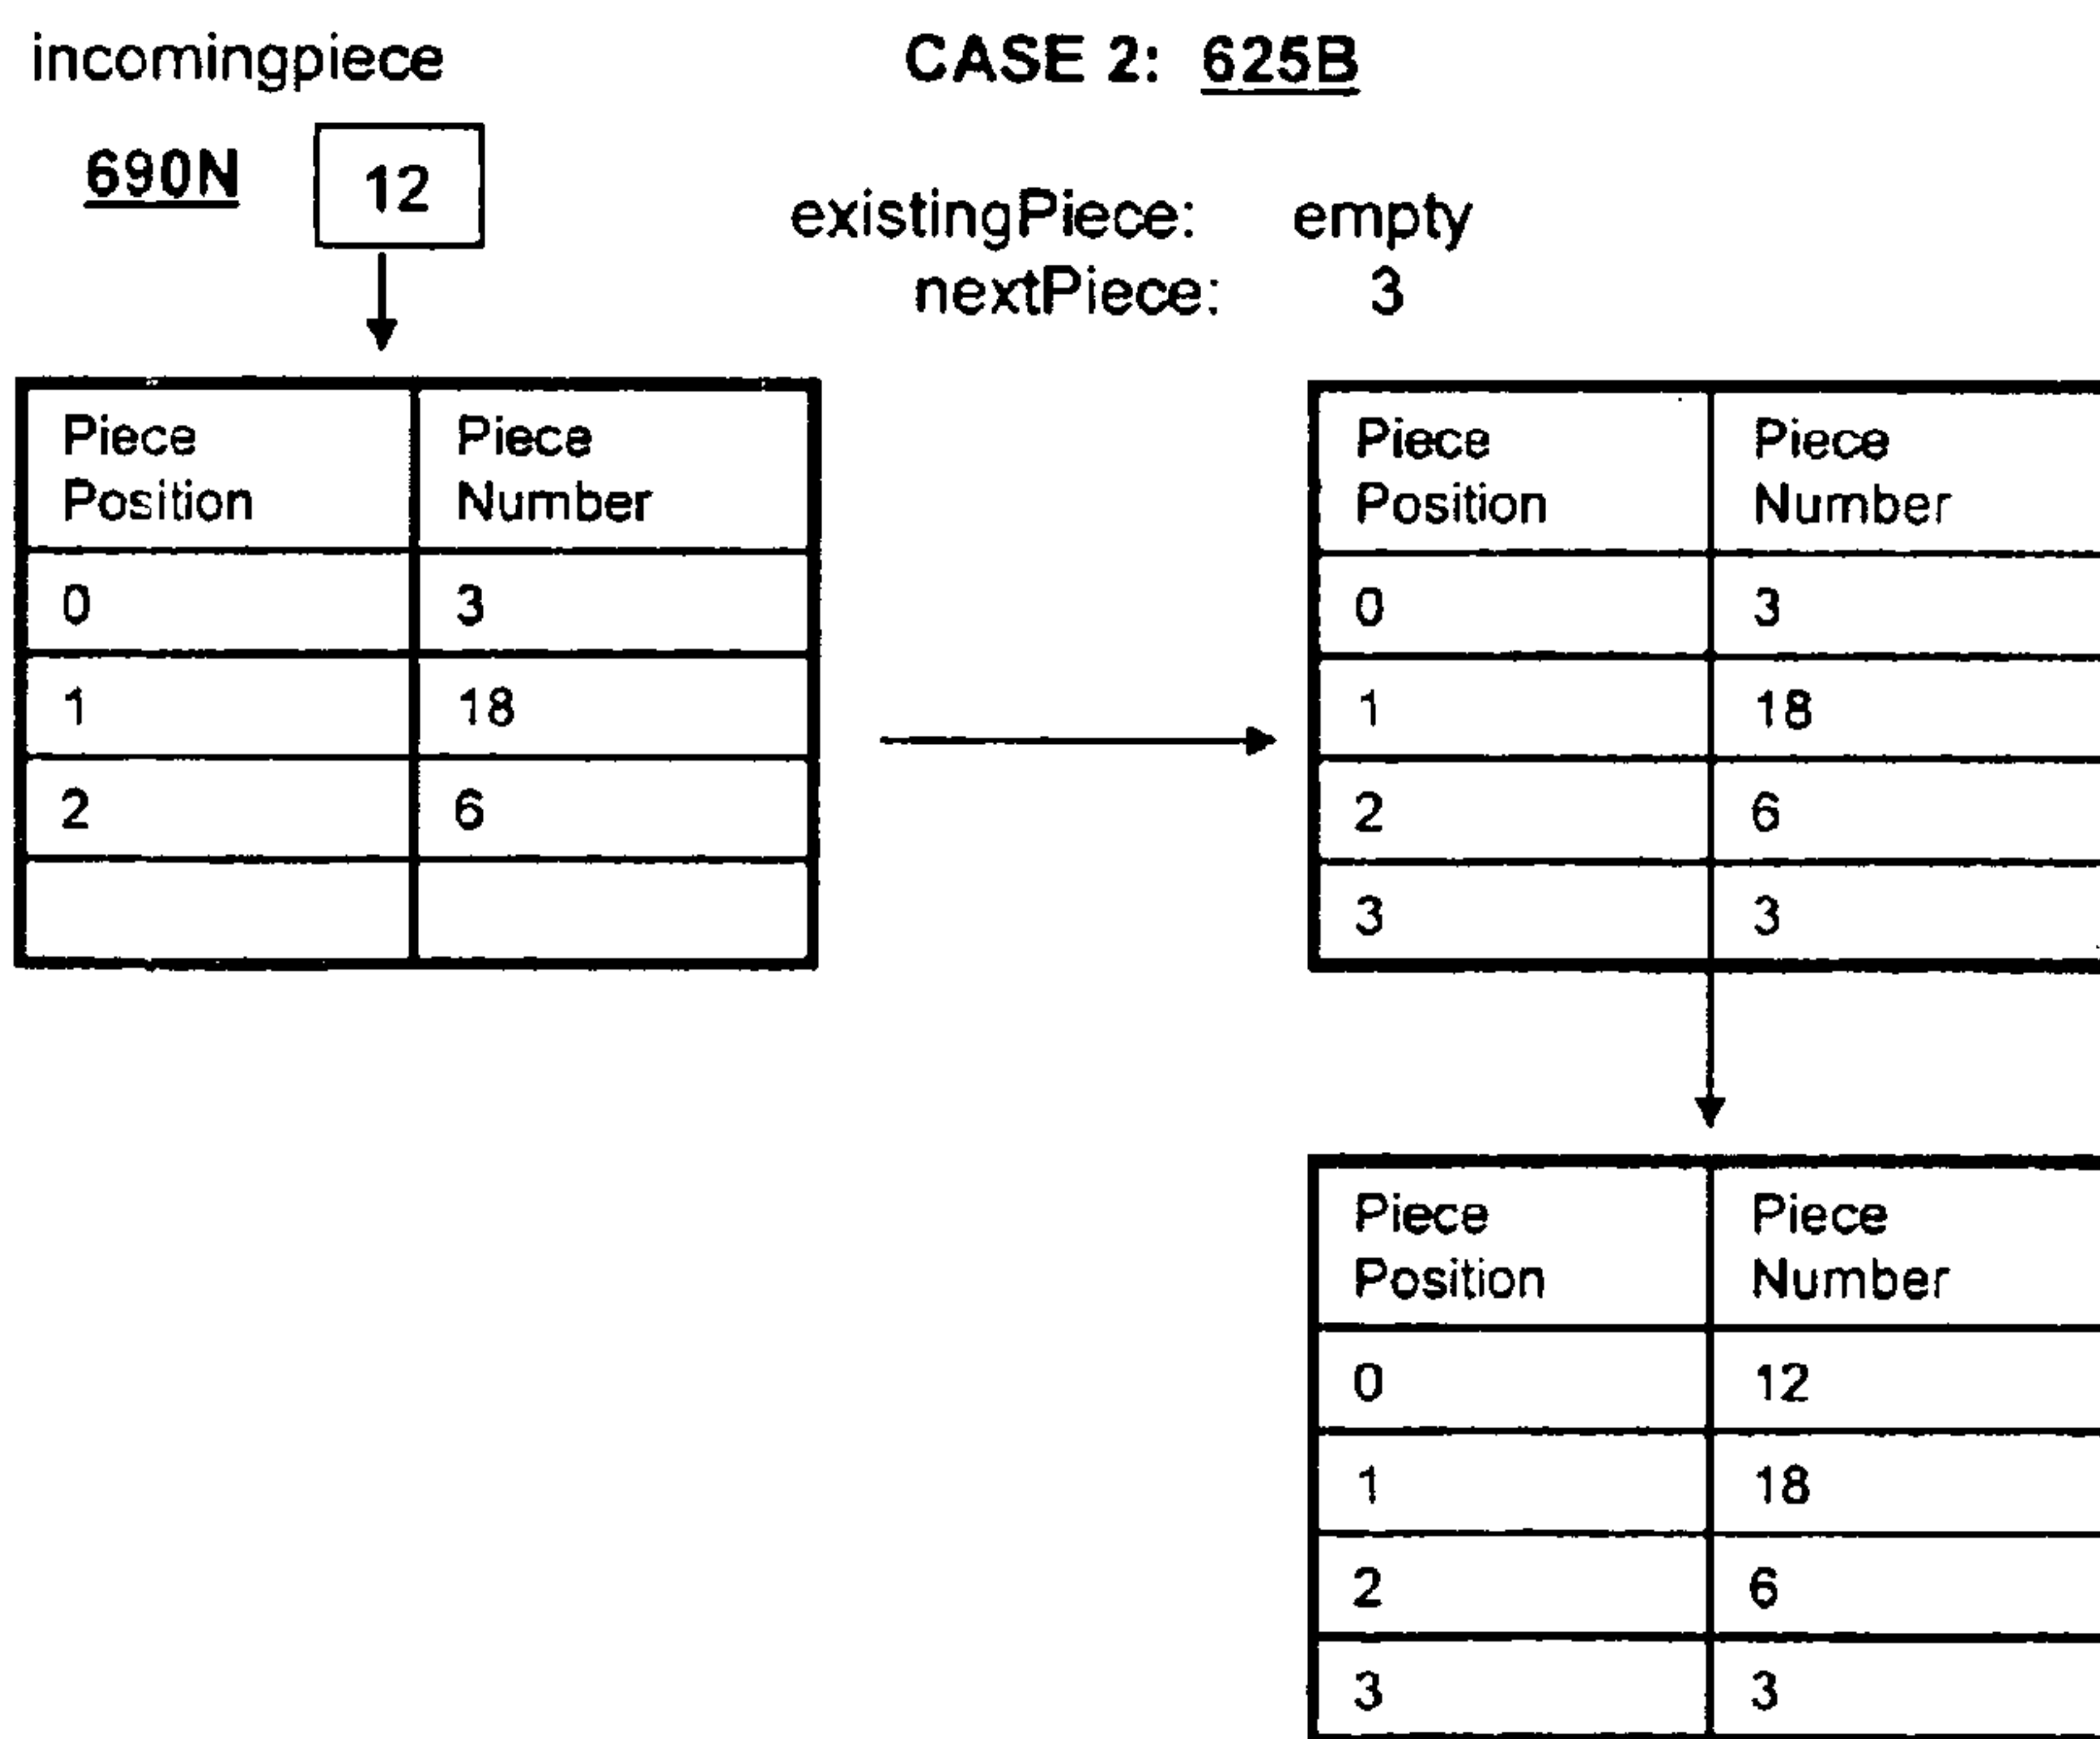 incomingpiece
CASE 2: 625B
690N 12
existingPiece: empty
nextPiece: 3
Piece Position Piece Number
0 3
1 18
2 6
Piece Position Piece Number
0 3
1 18
2 6
3 3
Piece Position Piece Number
0 12
1 18
2 6
3 3